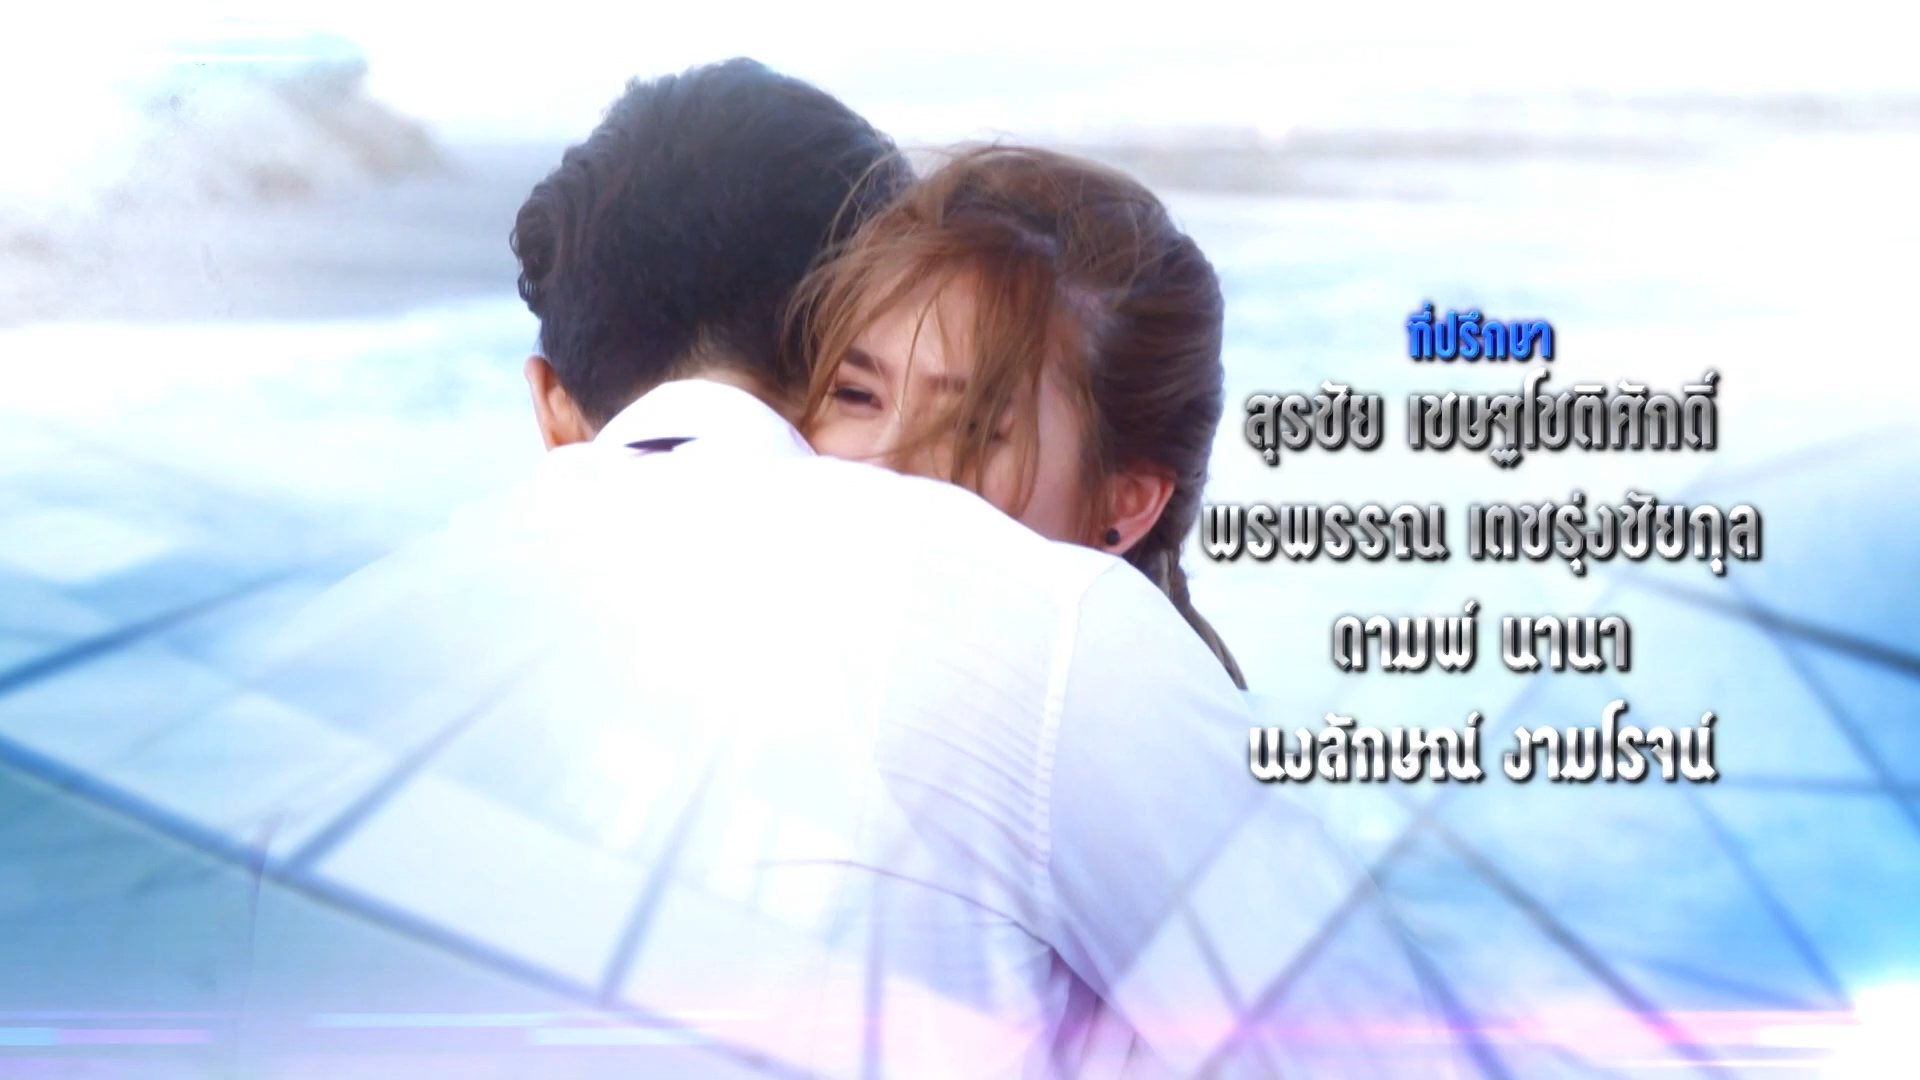 ที่ปรึกษา
สุรชัย เชษฐโชติศักดิ์
พรพรรณ เตชรุ่งชัยกุล
ดามพ์ นานา
นงลักษณ์ งามโรจน์